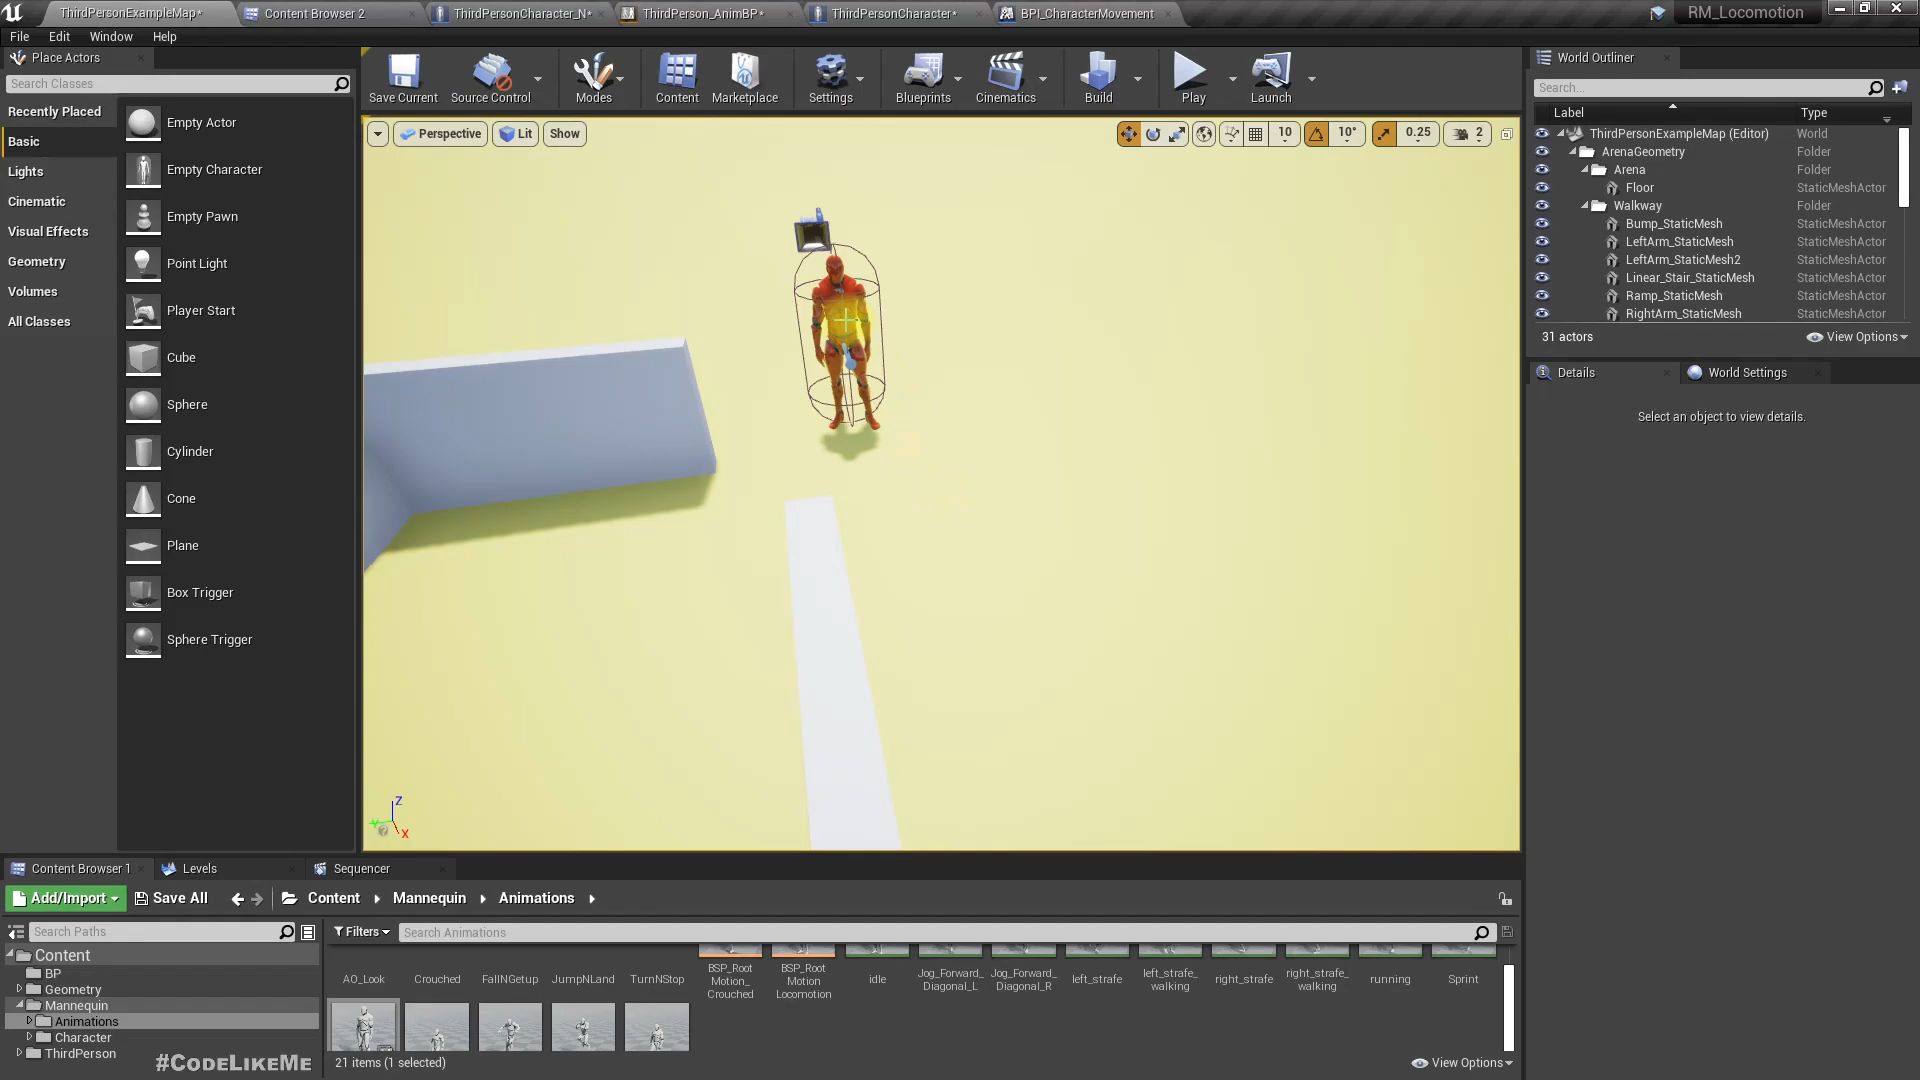 ThirdPersonExampleMap*
Content Browser 2
ThirdPersonCharacter_N*
ThirdPerson_AnimBP*
ThirdPersonCharacter*
BPI_CharacterMovement
RM_Locomotion
File Edit Window Help
Place Actors
Search Classes
Recently Placed
Basic
Lights
Cinematic
Visual Effects
Geometry
Volumes
All Classes
Empty Actor
Empty Character
Empty Pawn
Point Light
Player Start
Cube
Sphere
Cylinder
Cone
Plane
Box Trigger
Sphere Trigger
Save Current
Source Control
Modes
Content
Marketplace
Settings
Blueprints
Cinematics
Build
Play
Launch
Perspective
Lit
Show
10
10°
0.25
2
Z
Y
X
World Outliner
Search...
Label Type
ThirdPersonExampleMap (Editor) World
ArenaGeometry Folder
Arena Folder
Floor StaticMeshActor
Walkway Folder
Bump_StaticMesh StaticMeshActor
LeftArm_StaticMesh StaticMeshActor
LeftArm_StaticMesh2 StaticMeshActor
Linear_Stair_StaticMesh StaticMeshActor
Ramp_StaticMesh StaticMeshActor
RightArm_StaticMesh StaticMeshActor
31 actors
View Options
Details
World Settings
Select an object to view details.
Content Browser 1
Levels
Sequencer
Add/Import
Save All
Content
Mannequin
Animations
Search Paths
Content
BP
Geometry
Mannequin
Animations
Character
ThirdPerson
#CodeLikeMe
Filters
Search Animations
AO_Look
Crouched
FallNGetup
JumpNLand
TurnNStop
BSP_Root
Motion_
Crouched
BSP_Root
Motion
Locomotion
idle
Jog_Forward_
Diagonal_L
Jog_Forward_
Diagonal_R
left_strafe
left_strafe_
walking
right_strafe
right_strafe_
walking
running
Sprint
21 items (1 selected)
View Options